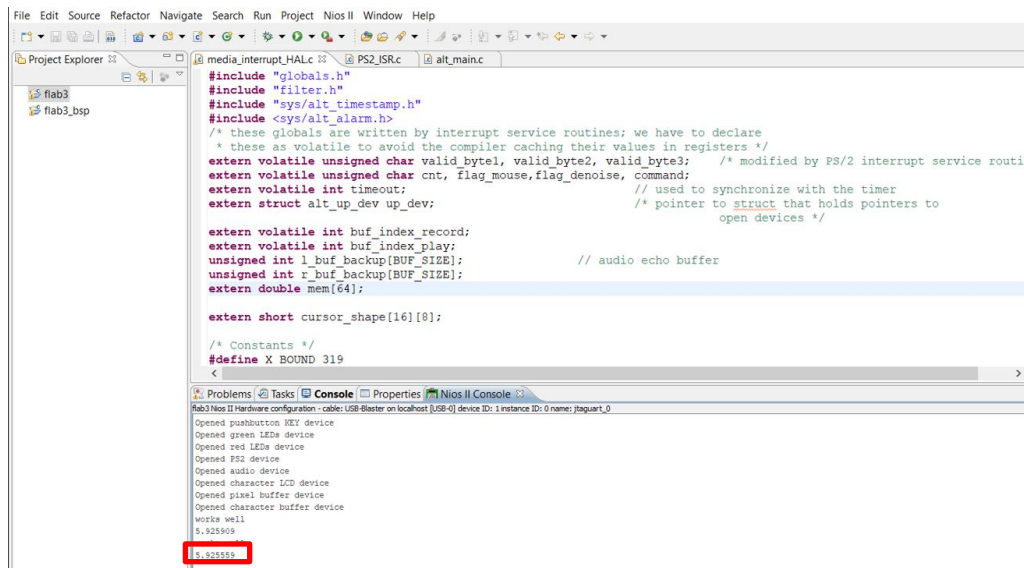 File Edit Source Refactor Navigate Search Run Project Nios II Window Help
Project Explorer
media_interrupt_HAL.c PS2_ISR.c alt_main.c
flab3
flab3_bsp
#include "globals.h"
#include "filter.h"
#include "sys/alt_timestamp.h"
#include <sys/alt_alarm.h>
/* these globals are written by interrupt service routines; we have to declare
* these as volatile to avoid the compiler caching their values in registers */
extern volatile unsigned char valid_byte1, valid_byte2, valid_byte3; /* modified by PS/2 interrupt service routi
extern volatile unsigned char cnt, flag_mouse,flag_denoise, command;
extern volatile int timeout; // used to synchronize with the timer
extern struct alt_up_dev up_dev; /* pointer to struct that holds pointers to
open devices */
extern volatile int buf_index_record;
extern volatile int buf_index_play;
unsigned int l_buf_backup[BUF_SIZE]; // audio echo buffer
unsigned int r_buf_backup[BUF_SIZE];
extern double mem[64];
extern short cursor_shape[16][8];
/* Constants */
#define X_BOUND 319
Problems Tasks Console Properties Nios II Console
flab3 Nios II Hardware configuration - cable: USB-Blaster on localhost [USB-0] device ID: 1 instance ID: 0 name: jtaguart_0
Opened pushbutton KEY device
Opened green LEDs device
Opened red LEDs device
Opened PS2 device
Opened audio device
Opened character LCD device
Opened pixel buffer device
Opened character buffer device
works well
5.925909
5.925559